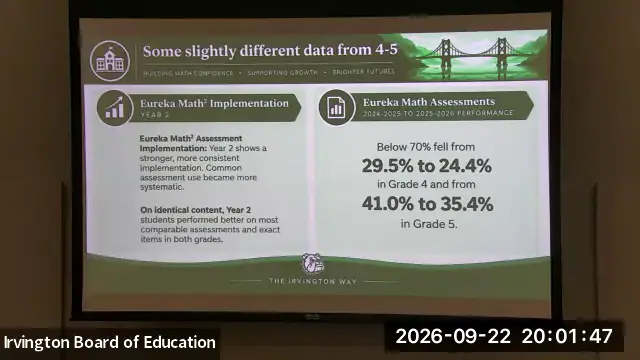 Some slightly different data from 4-5
BUILDING MATH CONFIDENCE • SUPPORTING GROWTH • BRIGHTER FUTURES
Eureka Math² Implementation
YEAR 2
Eureka Math² Assessment
Implementation: Year 2 shows a
stronger, more consistent
implementation. Common
assessment use became more
systematic.
On identical content, Year 2
students performed better on most
comparable assessments and exact
items in both grades.
Eureka Math Assessments
2024-2025 TO 2025-2026 PERFORMANCE
Below 70% fell from
29.5% to 24.4%
in Grade 4 and from
41.0% to 35.4%
in Grade 5.
THE IRVINGTON WAY
Irvington Board of Education
2026-09-22 20:01:47